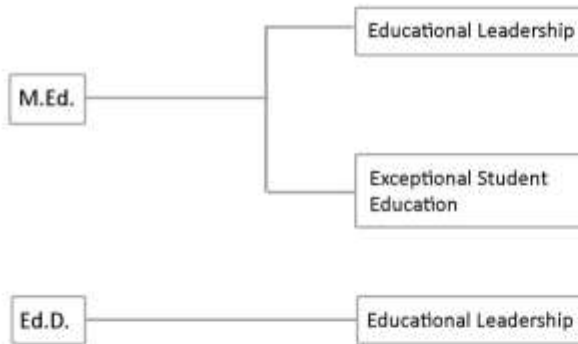 Educational Leadership
M.Ed.
Exceptional Student
Education
Ed.D.
Educational Leadership